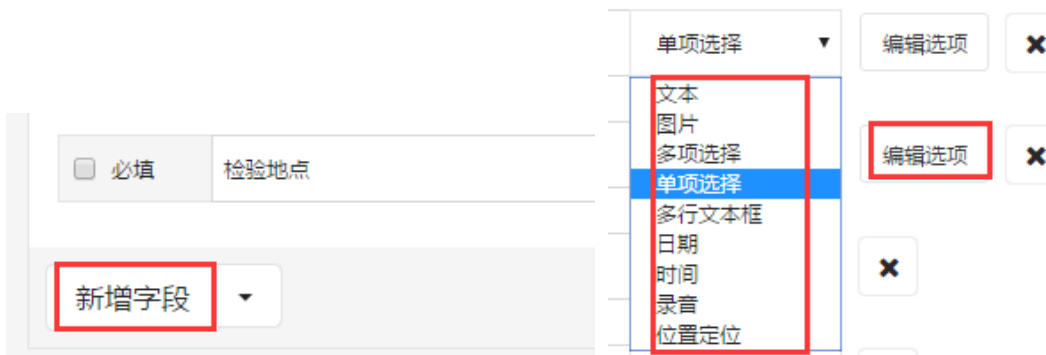 必填
检验地点
新增字段
单项选择
编辑选项
文本
图片
多项选择
单项选择
多行文本框
日期
时间
录音
位置定位
编辑选项